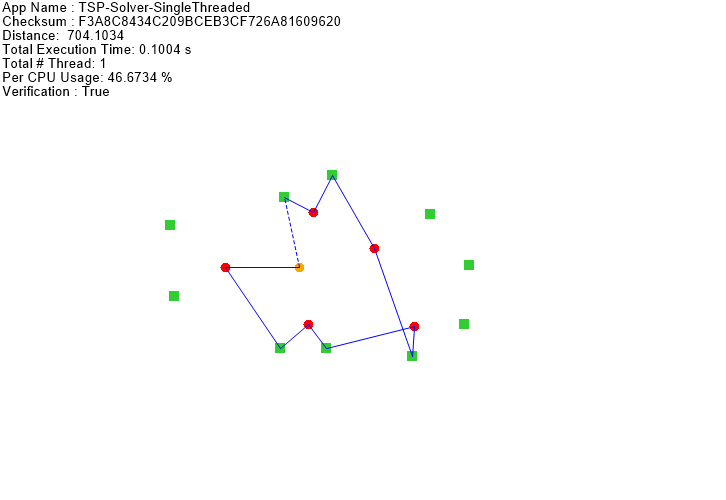 App Name : TSP-Solver-SingleThreaded
Checksum : F3A8C8434C209BCEB3CF726A81609620
Distance:  704.1034
Total Execution Time: 0.1004 s
Total # Thread: 1
Per CPU Usage: 46.6734 %
Verification : True